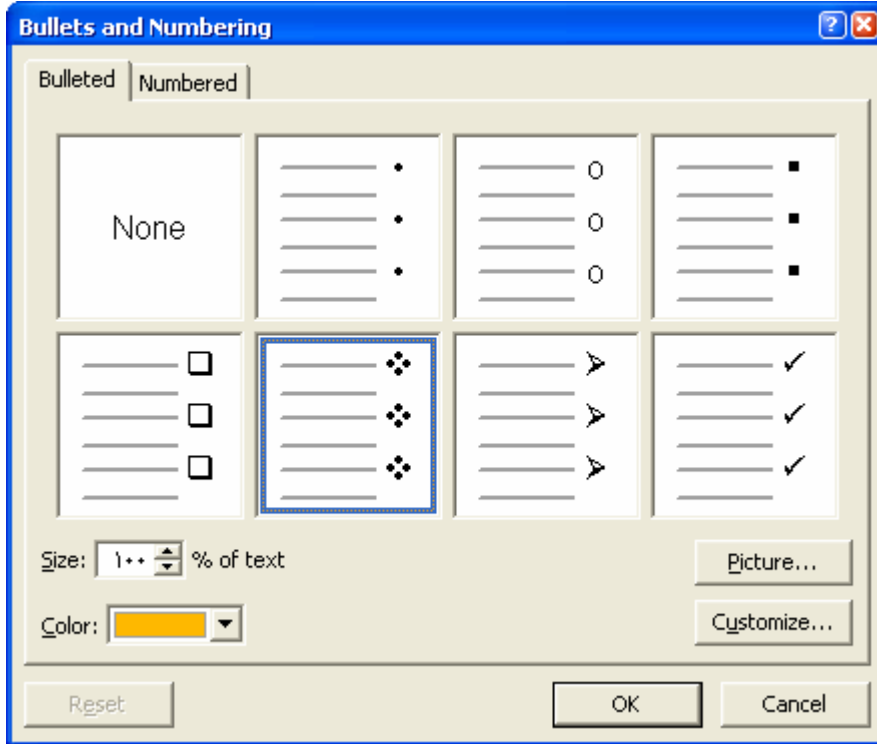 Bullets and Numbering
Bulleted Numbered
None
Size: ١٠٠ % of text
Picture...
Color:
Customize...
Reset OK Cancel